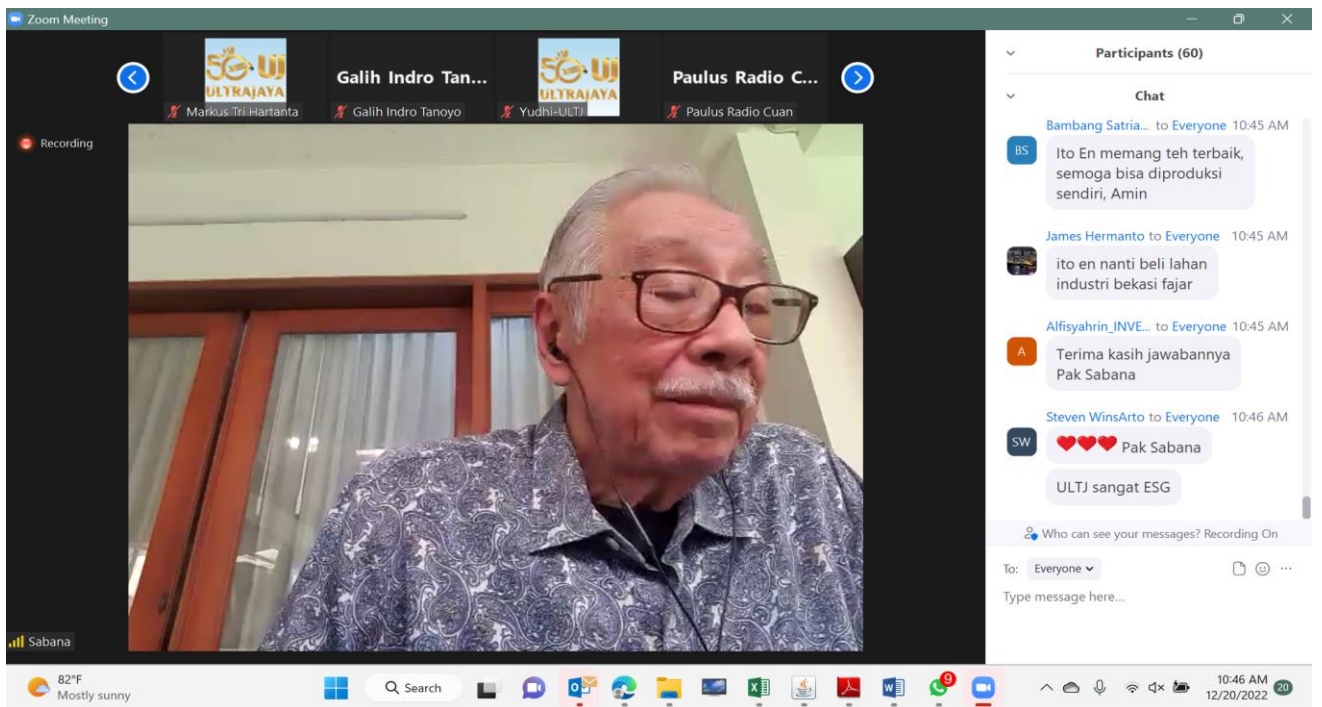 Zoom Meeting
50 Uj
ULTRAJAYA
Markus Tri Hartanta
Galih Indro Tan...
Galih Indro Tanoyo
50 Uj
ULTRAJAYA
Yudhi-ULTJ
Paulus Radio C...
Paulus Radio Cuan
Recording
Sabana
Participants (60)
Chat
Bambang Satria... to Everyone 10:45 AM
BS
Ito En memang teh terbaik,
semoga bisa diproduksi
sendiri, Amin
James Hermanto to Everyone 10:45 AM
ito en nanti beli lahan
industri bekasi fajar
Alfisyahrin_INVE... to Everyone 10:45 AM
A
Terima kasih jawabannya
Pak Sabana
Steven WinsArto to Everyone 10:46 AM
SW
❤❤❤ Pak Sabana
ULTJ sangat ESG
Who can see your messages? Recording On
To: Everyone
Type message here...
82°F
Mostly sunny
Search
9
10:46 AM
12/20/2022
20